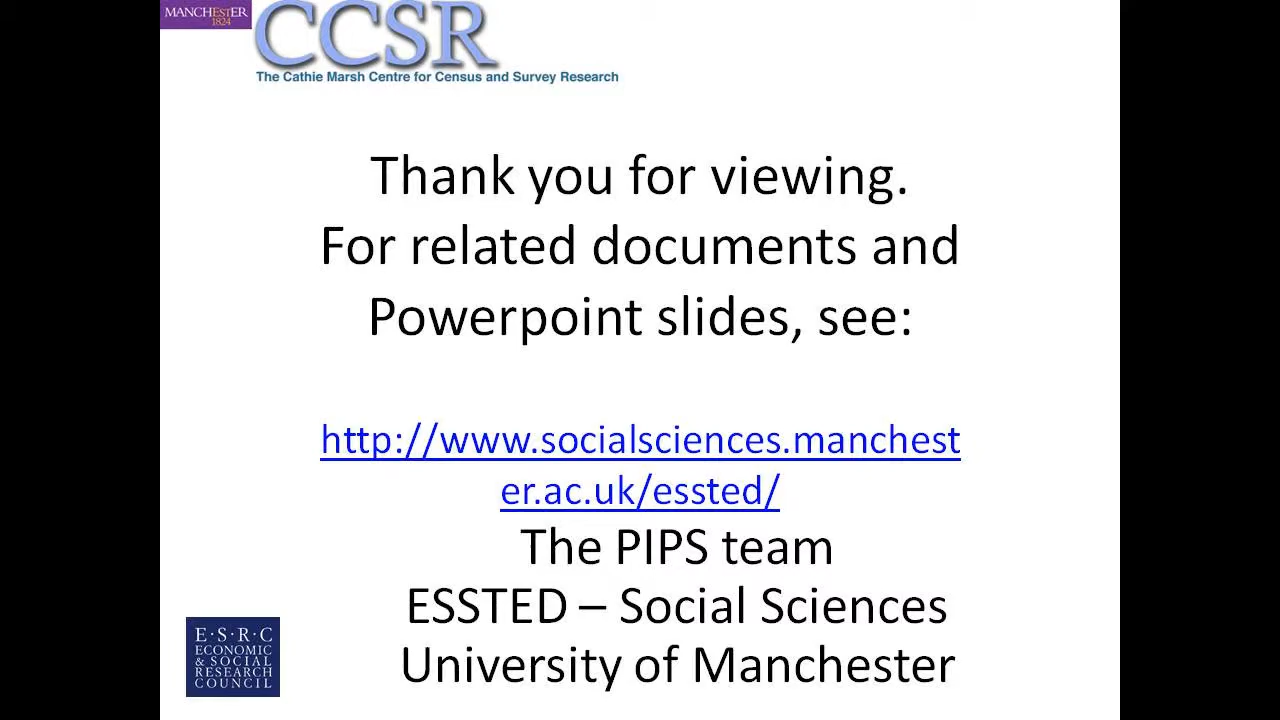 MANCHESTER
1824
CCSR
The Cathie Marsh Centre for Census and Survey Research
Thank you for viewing.
For related documents and
Powerpoint slides, see:
http://www.socialsciences.manchest
er.ac.uk/essted/
The PIPS team
ESSTED – Social Sciences
University of Manchester
E·S·R·C
ECONOMIC
& SOCIAL
RESEARCH
COUNCIL